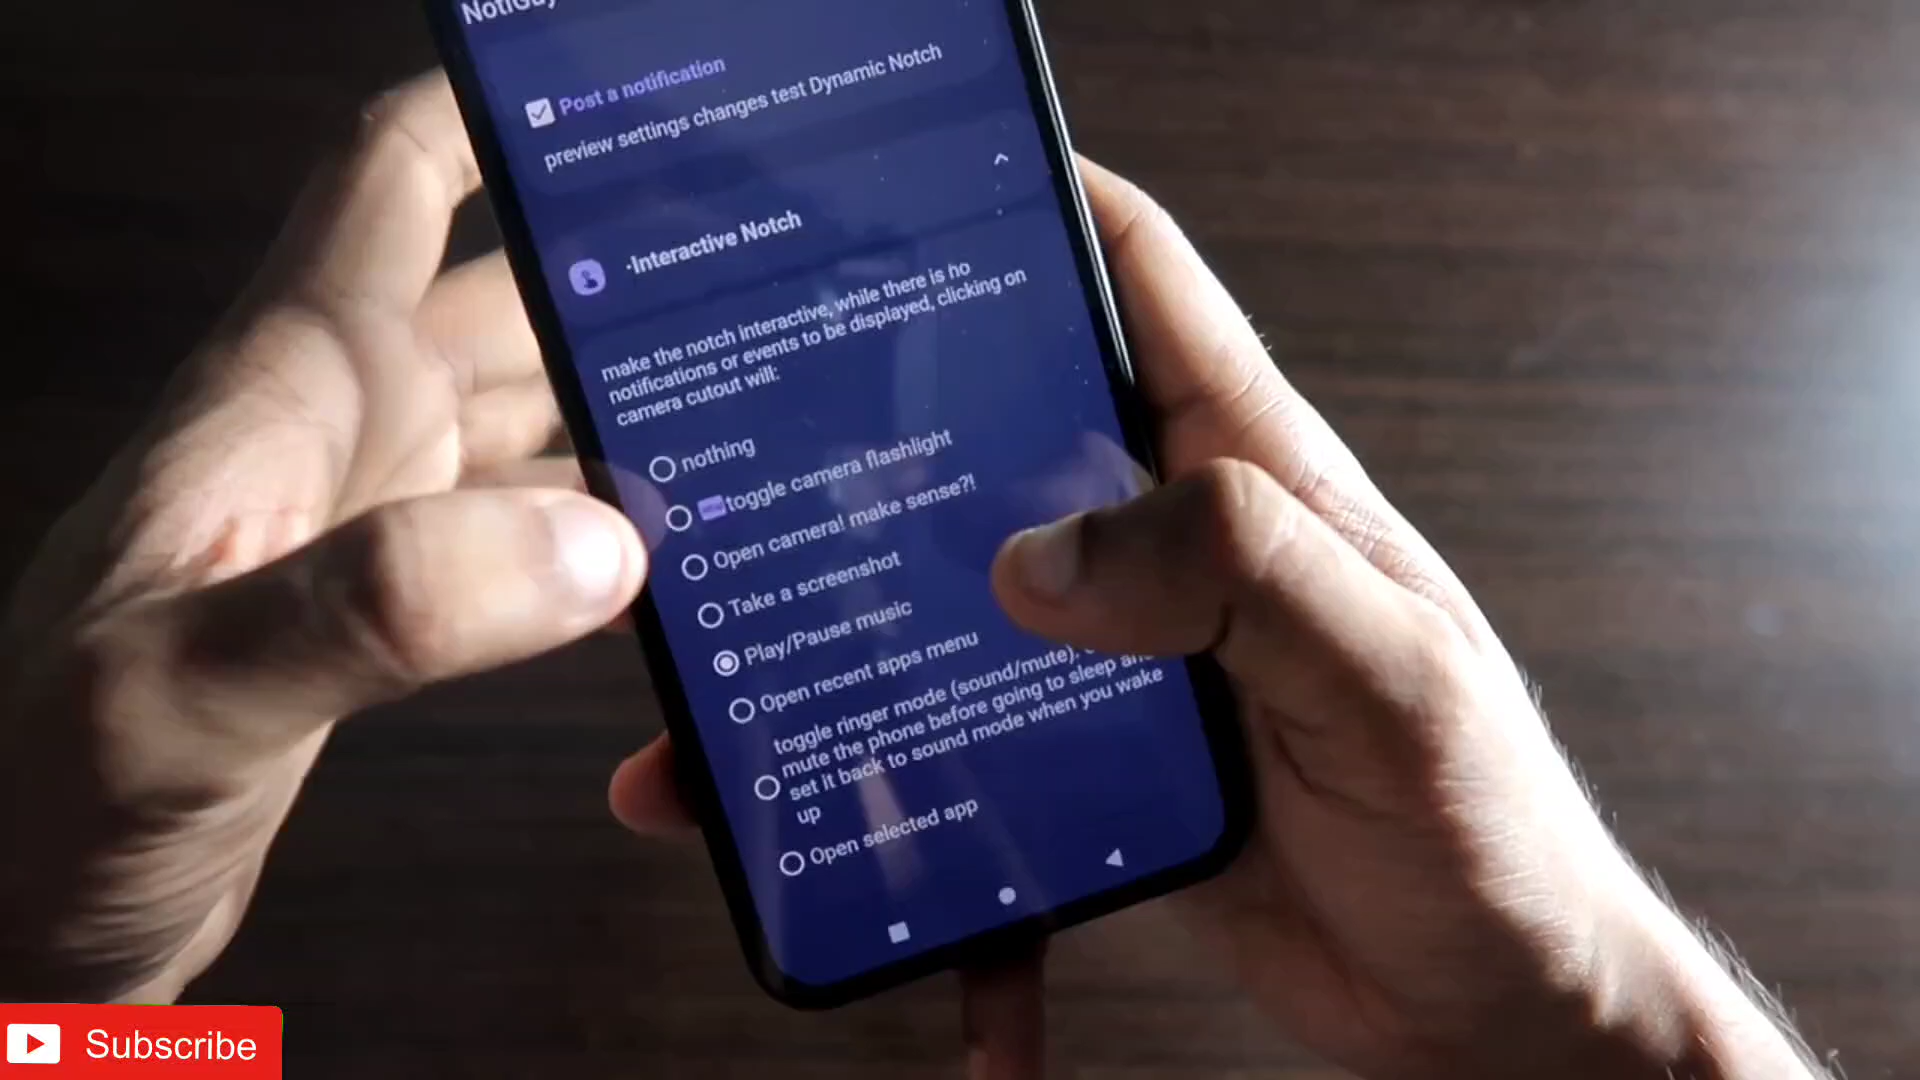 NotiGuy
Post a notification
preview settings changes test Dynamic Notch
·Interactive Notch
make the notch interactive, while there is no
notifications or events to be displayed, clicking on
camera cutout will:
nothing
toggle camera flashlight
Open camera! make sense?!
Take a screenshot
Play/Pause music
Open recent apps menu
toggle ringer mode (sound/mute).
mute the phone before going to sleep and
set it back to sound mode when you wake
up
Open selected app
Subscribe